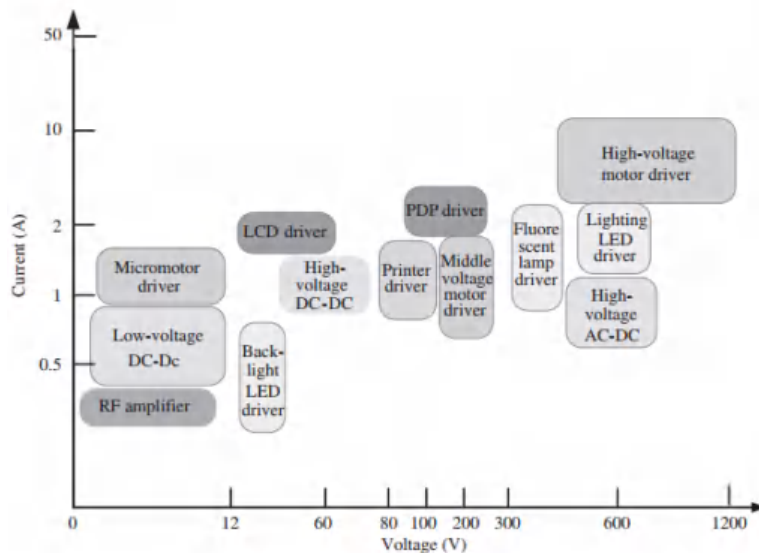 50
10
2
1
0.5
Current (A)
High-voltage
motor driver
PDP driver
LCD driver
Fluore
scent
lamp
driver
Lighting
LED
driver
Micromotor
driver
High-
voltage
DC-DC
Printer
driver
Middle
voltage
motor
driver
High-
voltage
AC-DC
Low-voltage
DC-Dc
Back-
light
LED
driver
RF amplifier
0 12 60 80 100 200 300 600 1200
Voltage (V)